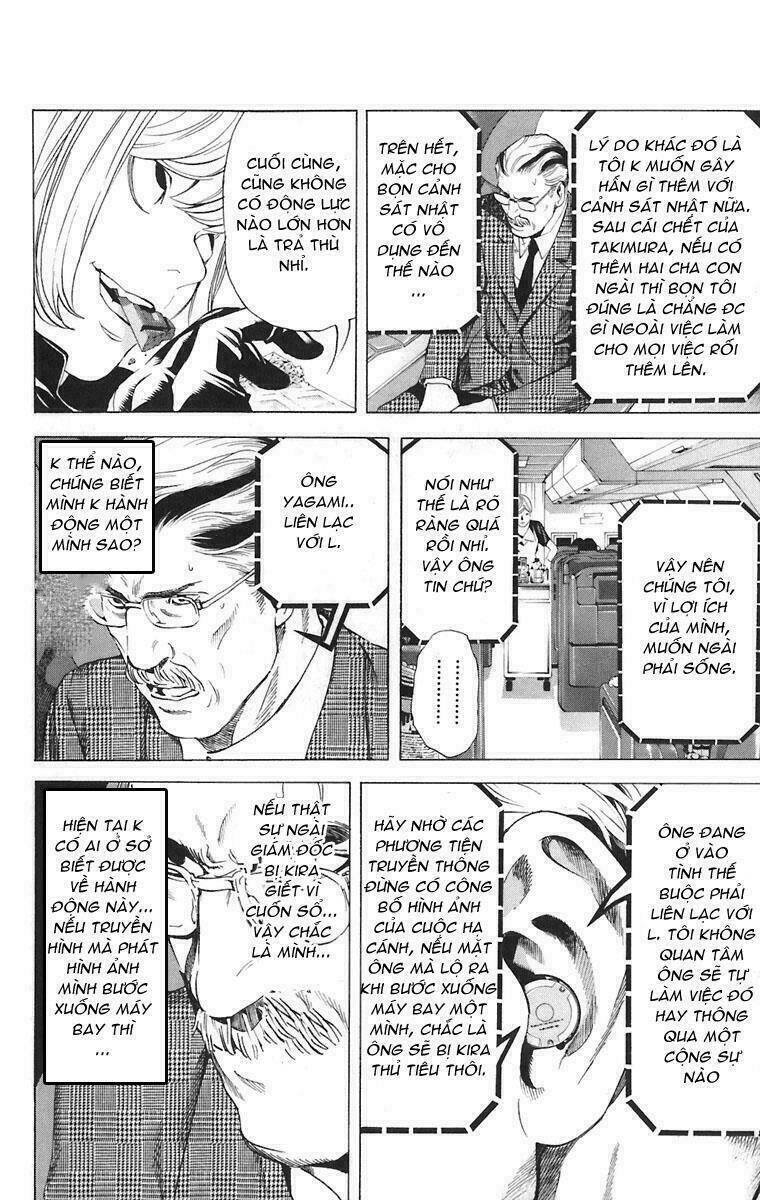 LÝ DO KHÁC ĐÓ LÀ
TÔI K MUỐN GÂY
HẤN GÌ THÊM VỚI
CẢNH SÁT NHẬT NỮA.
SAU CÁI CHẾT CỦA
TAKIMURA, NẾU CÓ
THÊM HAI CHA CON
NGÀI THÌ BỌN TÔI
ĐÚNG LÀ CHẲNG ĐC
GÌ NGOÀI VIỆC LÀM
CHO MỌI VIỆC RỐI
THÊM LÊN.
TRÊN HẾT,
MẶC CHO
BỌN CẢNH
SÁT NHẬT
CÓ VÔ
DỤNG ĐẾN
THẾ NÀO
...
CUỐI CÙNG,
CŨNG KHÔNG
CÓ ĐỘNG LỰC
NÀO LỚN HƠN
LÀ TRẢ THÙ
NHỈ.
VẬY NÊN
CHÚNG TÔI,
VÌ LỢI ÍCH
CỦA MÌNH,
MUỐN NGÀI
PHẢI SỐNG.
NÓI NHƯ
THẾ LÀ RÕ
RÀNG QUÁ
RỒI NHỈ.
VẬY ÔNG
TIN CHỨ?
.........
ÔNG
YAGAMI..
LIÊN LẠC
VỚI L.
K THỂ NÀO,
CHỨNG BIẾT
MÌNH K HÀNH
ĐỘNG MỘT
MÌNH SAO?
ÔNG ĐANG
Ở VÀO
TÌNH THẾ
BUỘC PHẢI
LIÊN LẠC VỚI
L. TÔI KHÔNG
QUAN TÂM
ÔNG SẼ TỰ
LÀM VIỆC ĐÓ
HAY THÔNG
QUA MỘT
CỘNG SỰ
NÀO
HÃY NHỜ CÁC
PHƯƠNG TIỆN
TRUYỀN THÔNG
ĐỪNG CÓ CÔNG
BỐ HÌNH ẢNH
CỦA CUỘC HẠ
CÁNH, NẾU MẶT
ÔNG MÀ LỘ RA
KHI BƯỚC XUỐNG
MÁY BAY MỘT
MÌNH, CHẮC LÀ
ÔNG SẼ BỊ KIRA
THỦ TIÊU THÔI.
NẾU THẬT
SỰ NGÀI
GIÁM ĐỐC
BỊ KIRA
GIẾT VÌ
CUỐN SỔ...
VẬY CHẮC
LÀ MÌNH...
HIỆN TẠI K
CÓ AI Ở SỞ
BIẾT ĐƯỢC
VỀ HÀNH
ĐỘNG NÀY...
NẾU TRUYỀN
HÌNH MÀ PHÁT
HÌNH ẢNH
MÌNH BƯỚC
XUỐNG MÁY
BAY THÌ
...